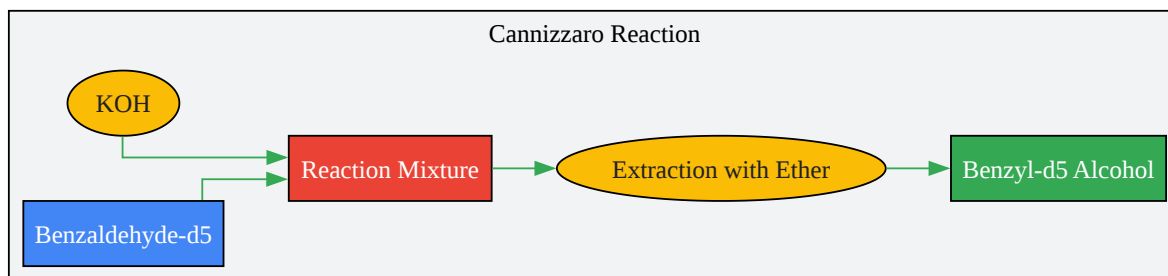 Cannizzaro Reaction
KOH
Benzaldehyde-d5
Reaction Mixture
Extraction with Ether
Benzyl-d5 Alcohol